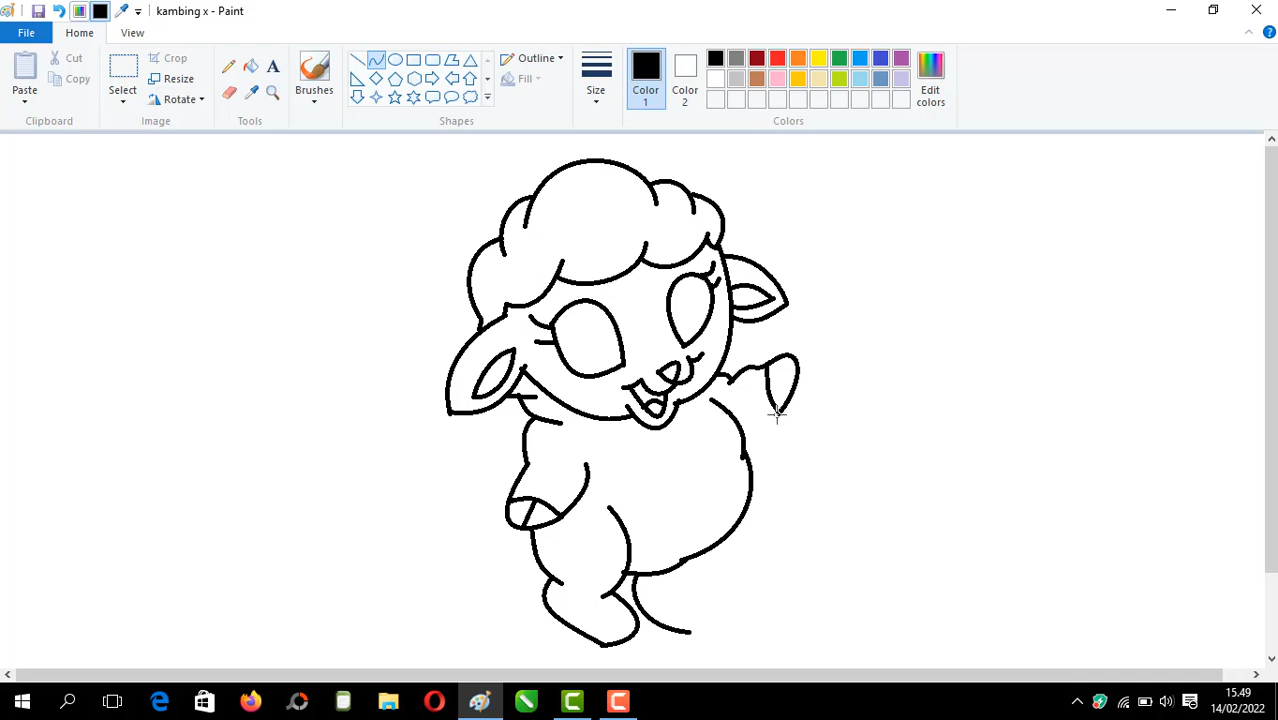 kambing x - Paint
File
Home
View
Paste
Cut
Copy
Clipboard
Select
Crop
Resize
Rotate
Image
Tools
Brushes
Shapes
Outline
Fill
Size
Color
1
Color
2
Colors
Edit
colors
15.49
14/02/2022